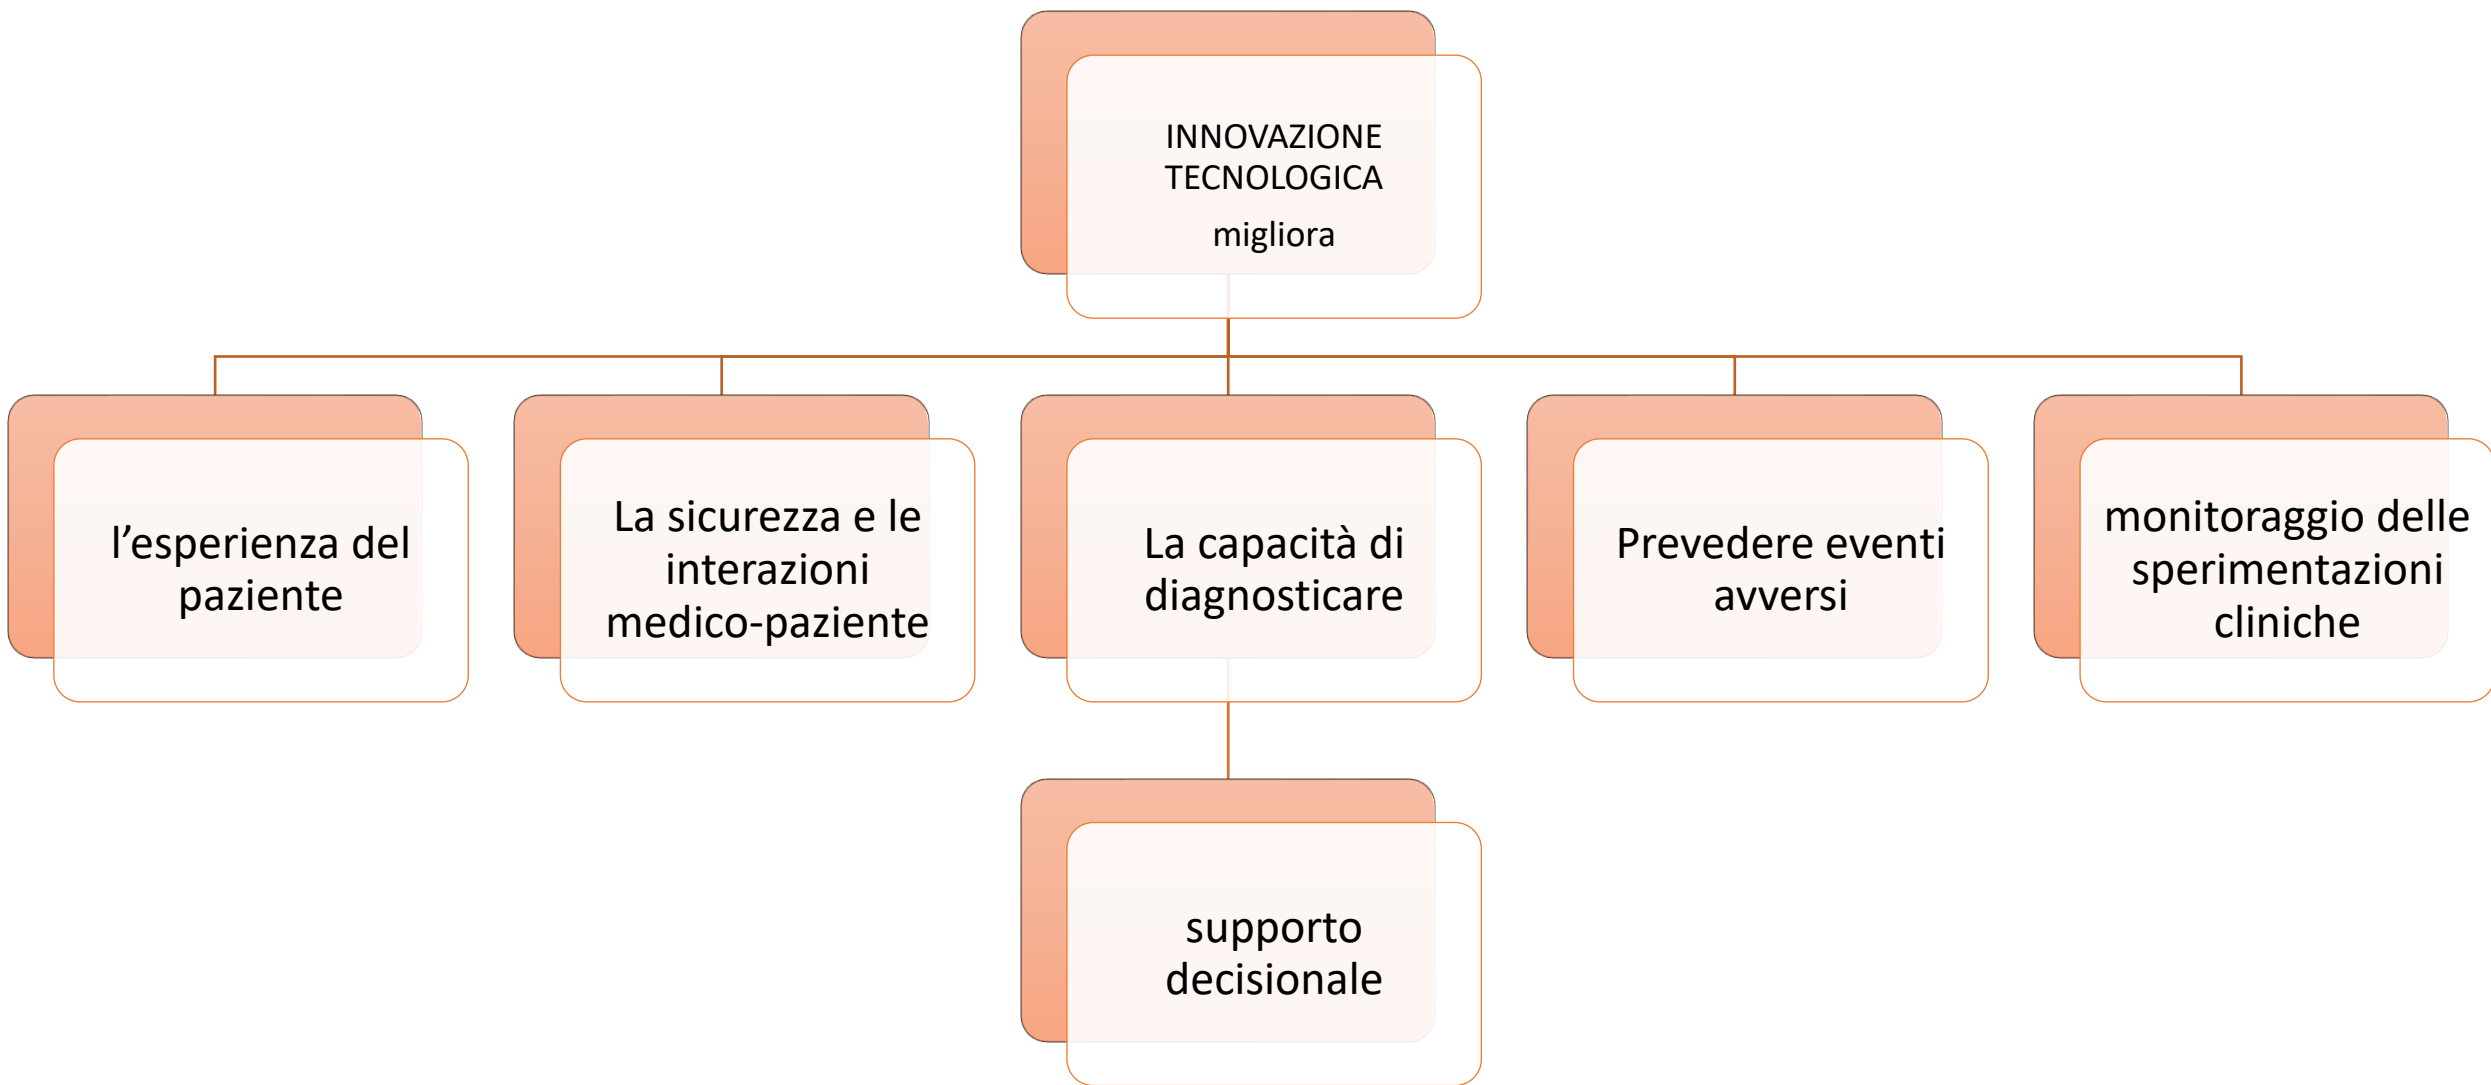 INNOVAZIONE
TECNOLOGICA
migliora
l’esperienza del
paziente
La sicurezza e le
interazioni
medico-paziente
La capacità di
diagnosticare
Prevedere eventi
avversi
monitoraggio delle
sperimentazioni
cliniche
supporto
decisionale